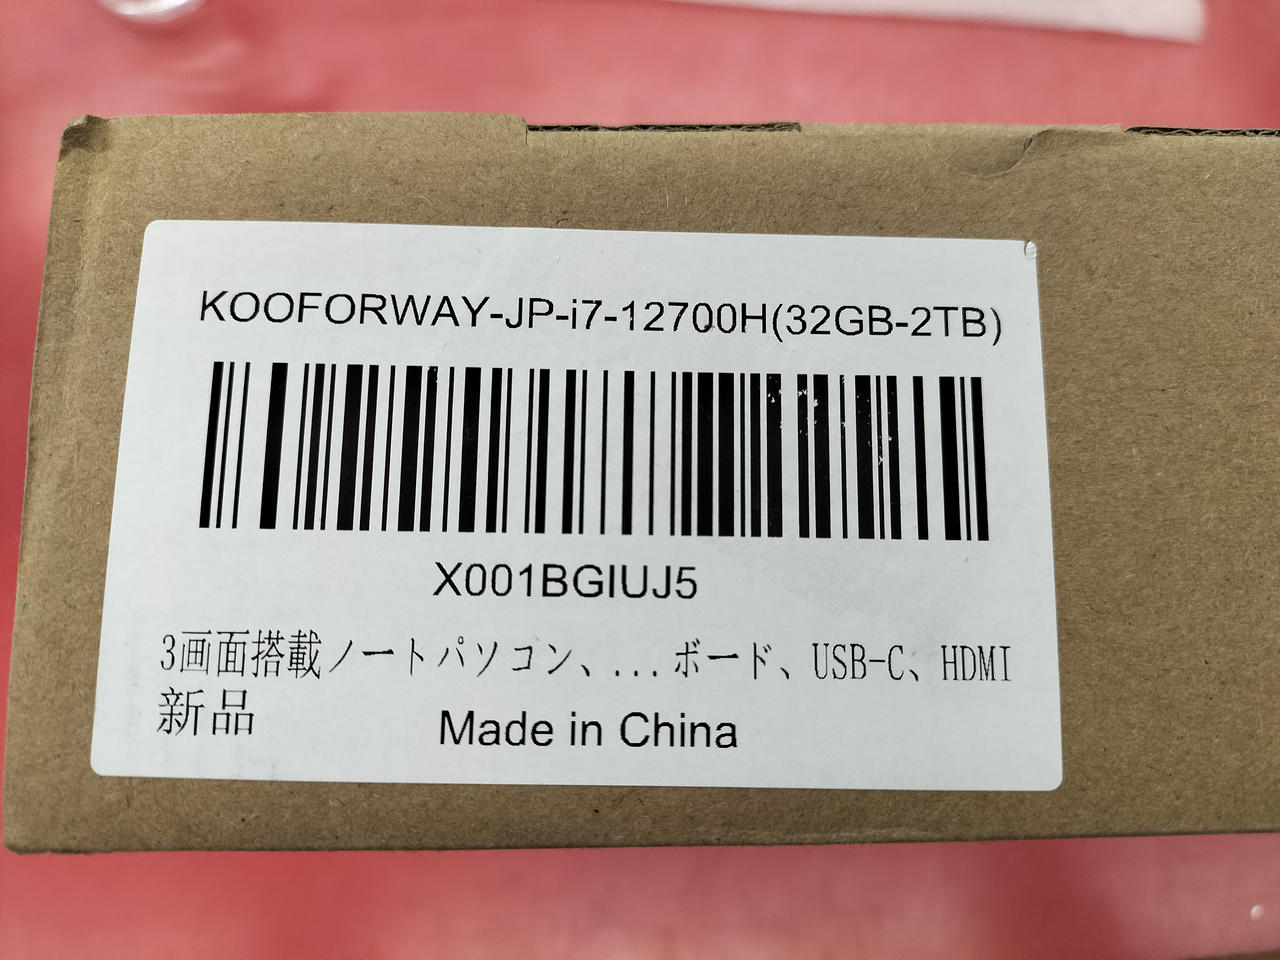 KOOFORWAY-JP-i7-12700H(32GB-2TB)
X001BGIUJ5
3画面搭載ノートパソコン、...ボード、USB-C、HDMI
新品
Made in China